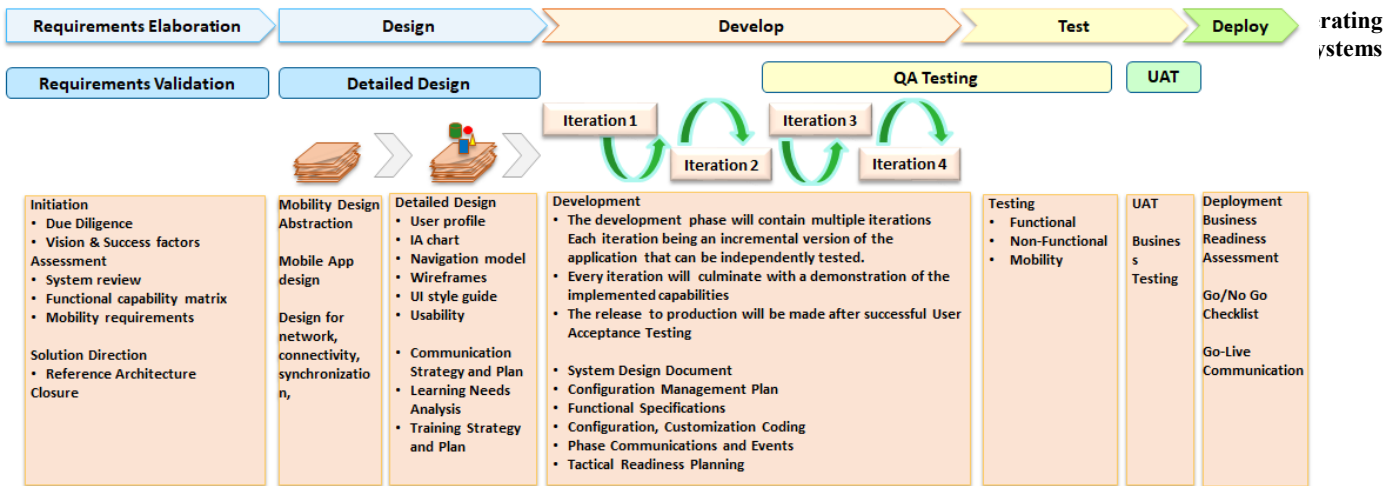 Requirements Elaboration
Design
Develop
Test
Deploy
erating
ystems
Requirements Validation
Detailed Design
QA Testing
UAT
Iteration 1
Iteration 2
Iteration 3
Iteration 4
Initiation
• Due Diligence
• Vision & Success factors
Assessment
• System review
• Functional capability matrix
• Mobility requirements
Solution Direction
• Reference Architecture
Closure
Mobility Design
Abstraction
Mobile App
design
Design for
network,
connectivity,
synchronizatio
n,
Detailed Design
• User profile
• IA chart
• Navigation model
• Wireframes
• UI style guide
• Usability
• Communication
Strategy and Plan
• Learning Needs
Analysis
• Training Strategy
and Plan
Development
• The development phase will contain multiple iterations
Each iteration being an incremental version of the
application that can be independently tested.
• Every iteration will culminate with a demonstration of the
implemented capabilities
• The release to production will be made after successful User
Acceptance Testing
• System Design Document
• Configuration Management Plan
• Functional Specifications
• Configuration, Customization Coding
• Phase Communications and Events
• Tactical Readiness Planning
Testing
• Functional
• Non-Functional
• Mobility
UAT
Busines
s
Testing
Deployment
Business
Readiness
Assessment
Go/No Go
Checklist
Go-Live
Communication